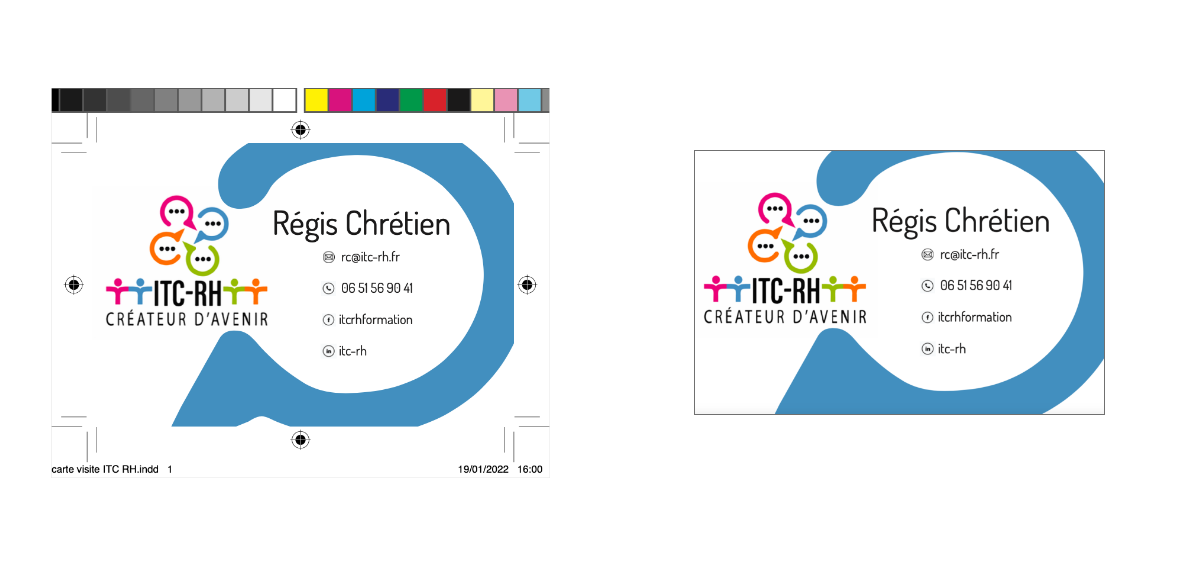 Régis Chrétien
rc@itc-rh.fr
06 51 56 90 41
itcrhformation
itc-rh
ITC-RH
CRÉATEUR D'AVENIR
carte visite ITC RH.indd 1
19/01/2022 16:00
Régis Chrétien
rc@itc-rh.fr
06 51 56 90 41
itcrhformation
itc-rh
ITC-RH
CRÉATEUR D'AVENIR